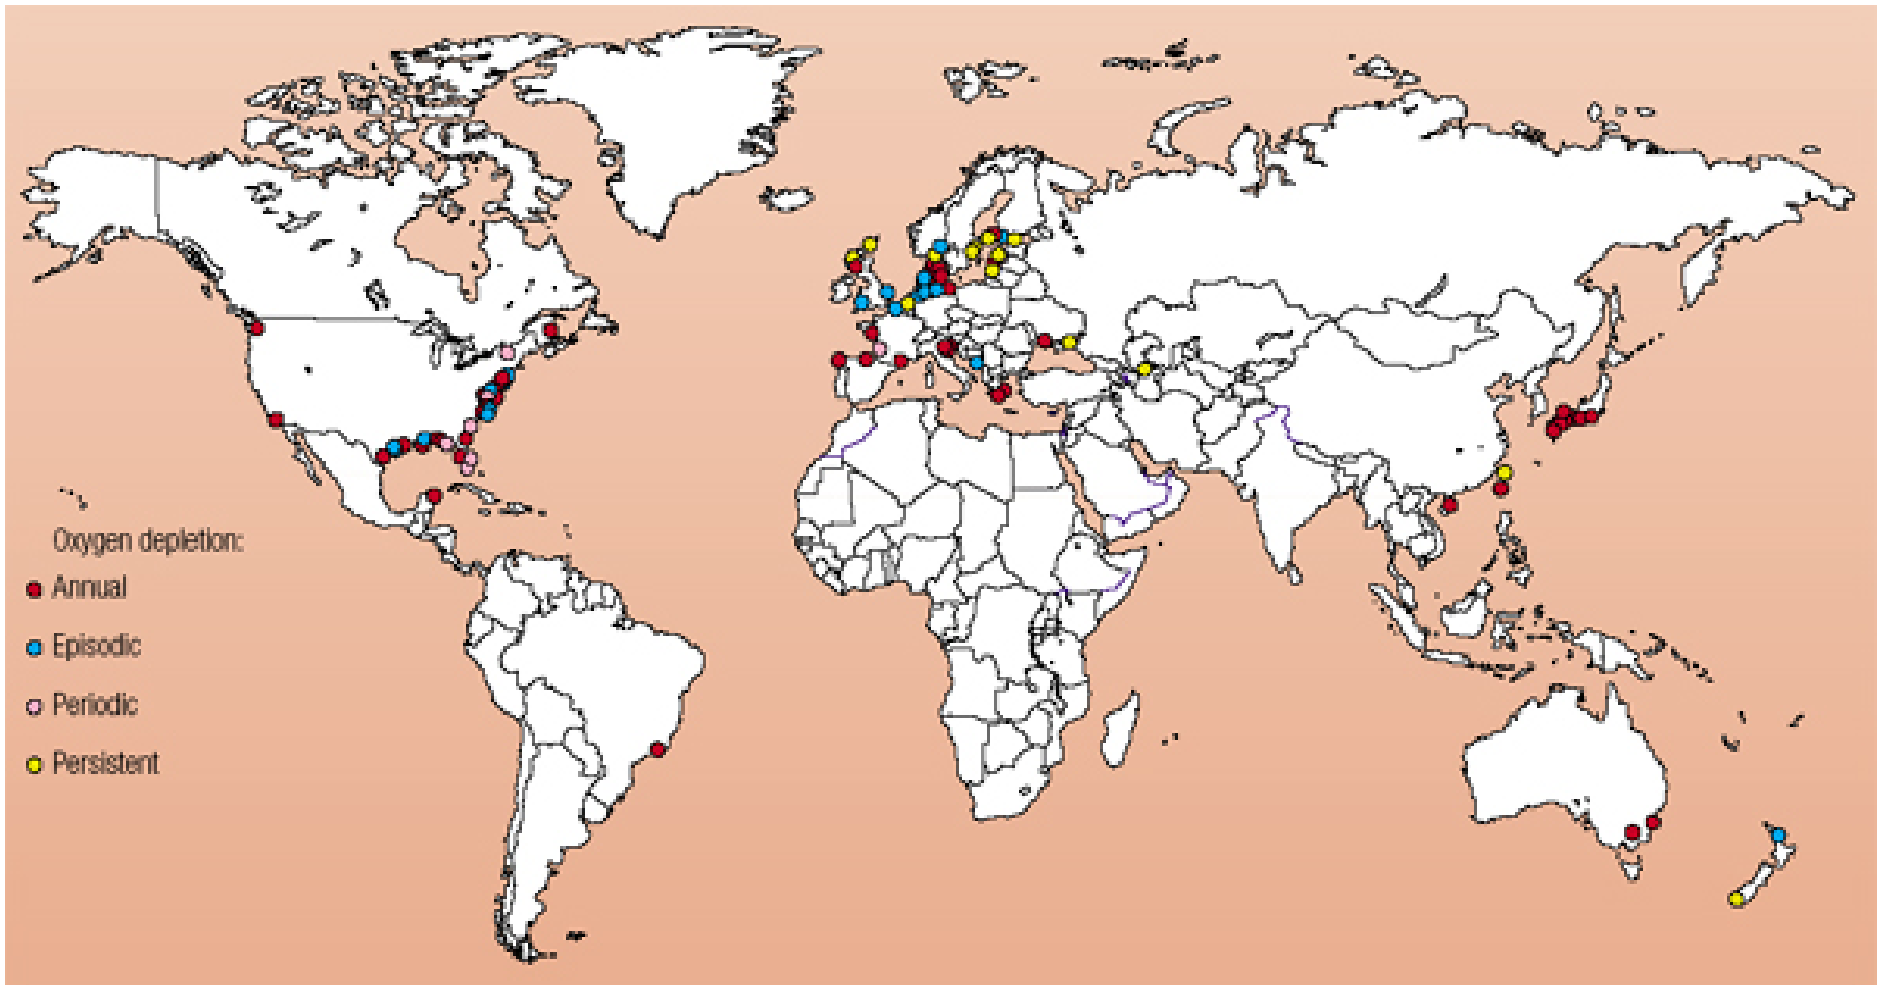 Oxygen depletion:
Annual
Episodic
Periodic
Persistent